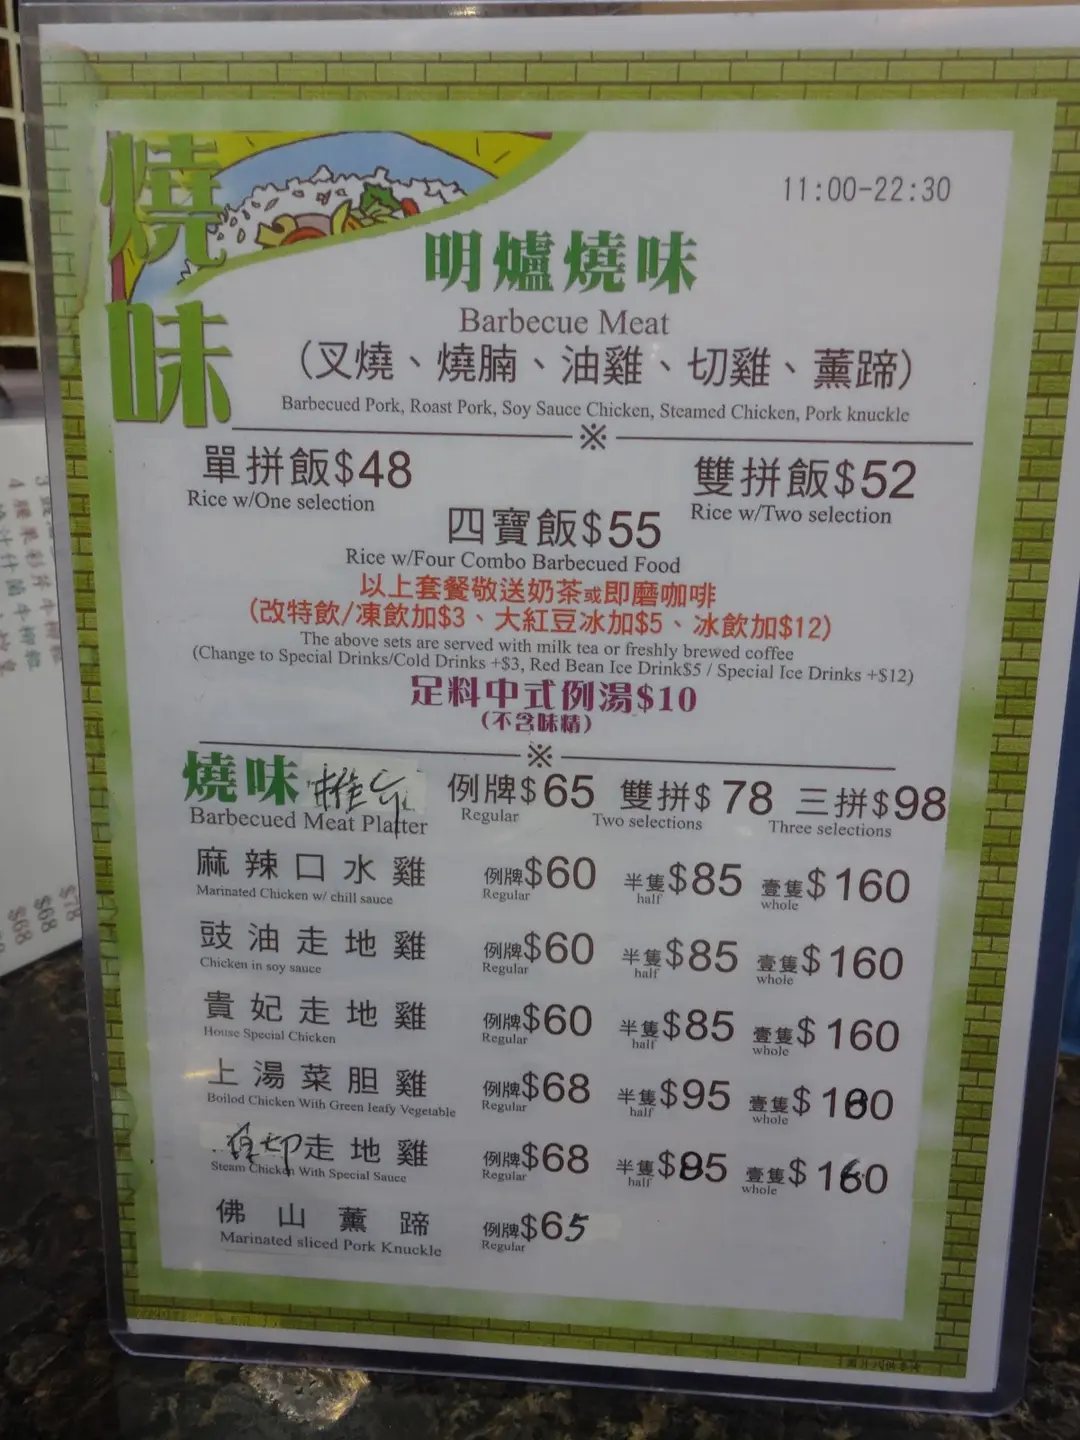 燒味
11:00-22:30
明爐燒味
Barbecue Meat
（叉燒、燒腩、油雞、切雞、薰蹄）
Barbecued Pork, Roast Pork, Soy Sauce Chicken, Steamed Chicken, Pork knuckle
※
單拼飯$48
Rice w/One selection
雙拼飯$52
Rice w/Two selection
四寶飯$55
Rice w/Four Combo Barbecued Food
以上套餐敬送奶茶或即磨咖啡
(改特飲/凍飲加$3、大紅豆冰加$5、冰飲加$12)
The above sets are served with milk tea or freshly brewed coffee
(Change to Special Drinks/Cold Drinks +$3, Red Bean Ice Drink$5 / Special Ice Drinks +$12)
足料中式例湯$10
(不含味精)
※
燒味 例牌$65 雙拼$78 三拼$98
Barbecued Meat Platter Regular Two selections Three selections
麻辣口水雞 例牌$60 半隻$85 壹隻$160
Marinated Chicken w/ chill sauce Regular half whole
豉油走地雞 例牌$60 半隻$85 壹隻$160
Chicken in soy sauce Regular half whole
貴妃走地雞 例牌$60 半隻$85 壹隻$160
House Special Chicken Regular half whole
上湯菜胆雞 例牌$68 半隻$95 壹隻$180
Boilod Chicken With Green leafy Vegetable Regular half whole
走地雞 例牌$68 半隻$85 壹隻$160
Steam Chicken With Special Sauce Regular half whole
佛山薰蹄 例牌$65
Marinated sliced Pork Knuckle Regular
$78
$68
$68